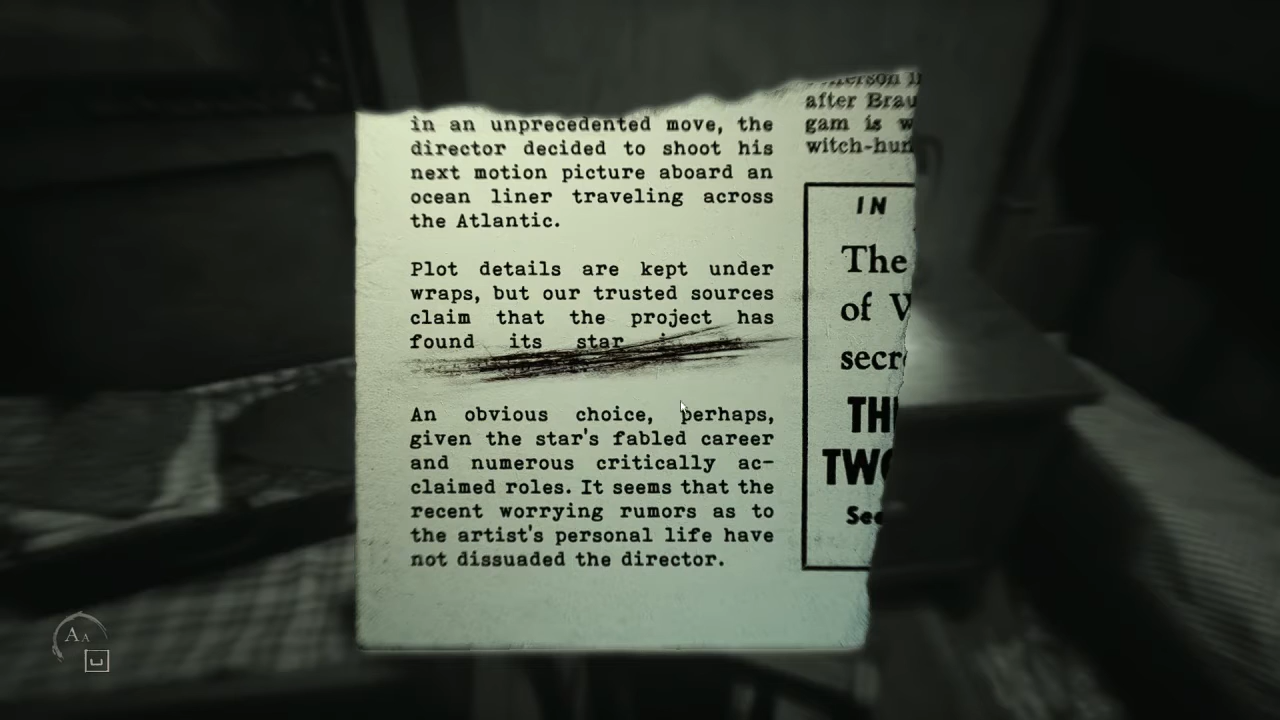 in an unprecedented move, the
director decided to shoot his
next motion picture aboard an
ocean liner traveling across
the Atlantic.
Plot details are kept under
wraps, but our trusted sources
claim that the project has
found its star
An obvious choice, perhaps,
given the star's fabled career
and numerous critically ac-
claimed roles. It seems that the
recent worrying rumors as to
the artist's personal life have
not dissuaded the director.
after Brau
gam is w
witch-hun
IN
The
of V
secr
TH
TWO
See
AA